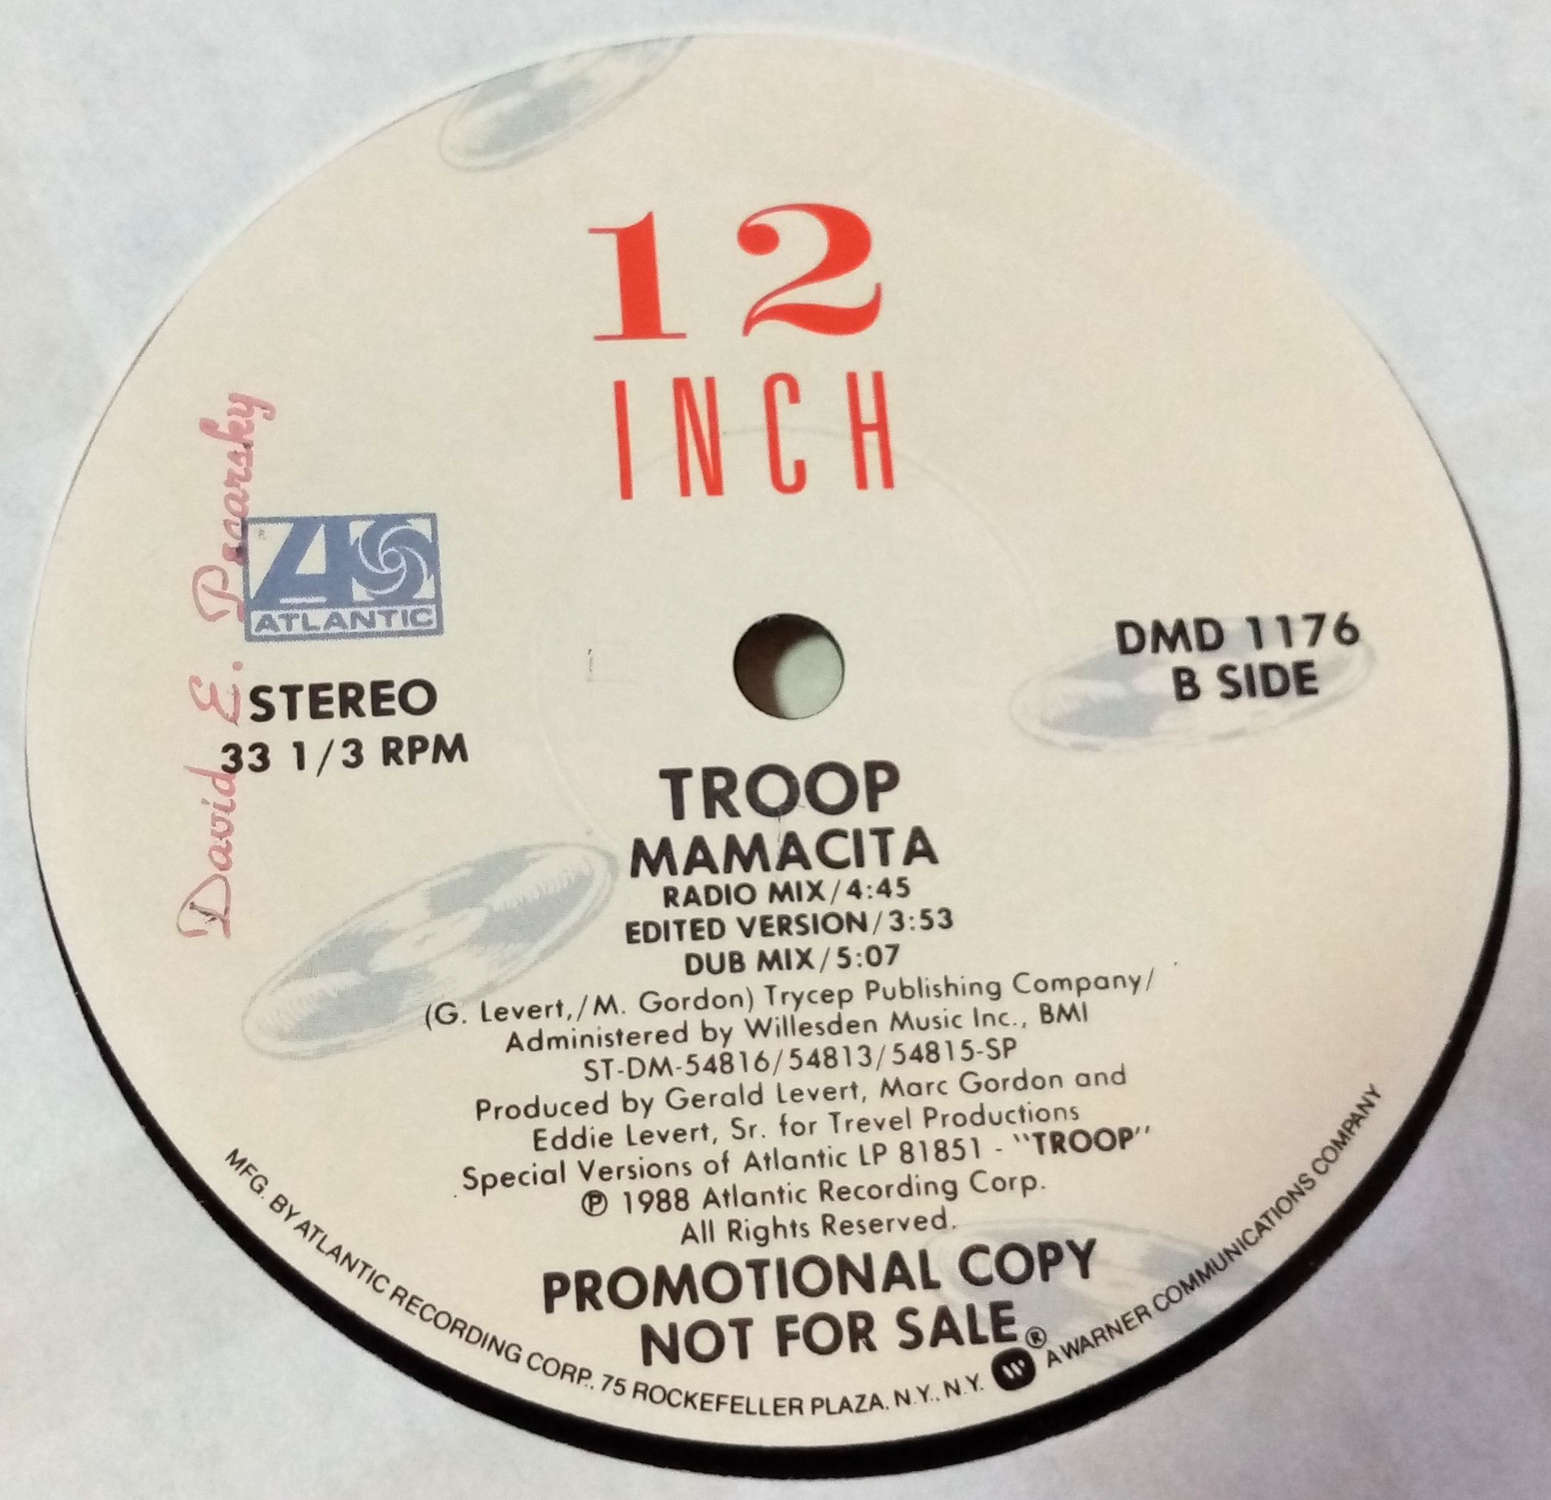 12
INCH
David E. Pecarsky
ATLANTIC
STEREO
33 1/3 RPM
DMD 1176
B SIDE
TROOP
MAMACITA
RADIO MIX/4:45
EDITED VERSION/3:53
DUB MIX/5:07
(G. Levert,/M. Gordon) Trycep Publishing Company/
Administered by Willesden Music Inc., BMI
ST-DM-54816/54813/54815-SP
Produced by Gerald Levert, Marc Gordon and
Eddie Levert, Sr. for Trevel Productions
Special Versions of Atlantic LP 81851 - "TROOP"
℗ 1988 Atlantic Recording Corp.
All Rights Reserved.
PROMOTIONAL COPY
NOT FOR SALE
MFG. BY ATLANTIC RECORDING CORP., 75 ROCKEFELLER PLAZA, N.Y., N.Y. ® A WARNER COMMUNICATIONS COMPANY